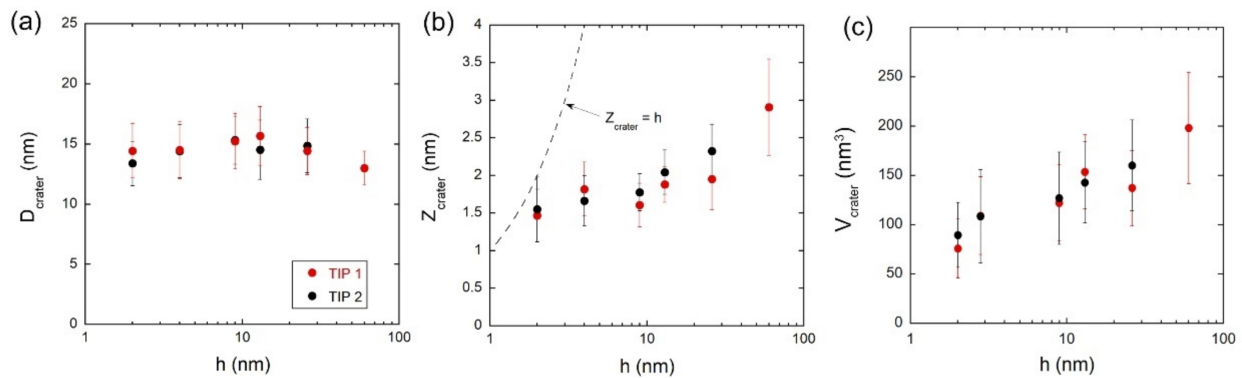 (a)
25
20
15
10
5
0
D_crater (nm)
1 10 100
h (nm)
TIP 1
TIP 2
(b)
4
3.5
3
2.5
2
1.5
1
0.5
0
Z_crater (nm)
Z_crater = h
1 10 100
h (nm)
(c)
250
200
150
100
50
0
V_crater (nm³)
1 10 100
h (nm)